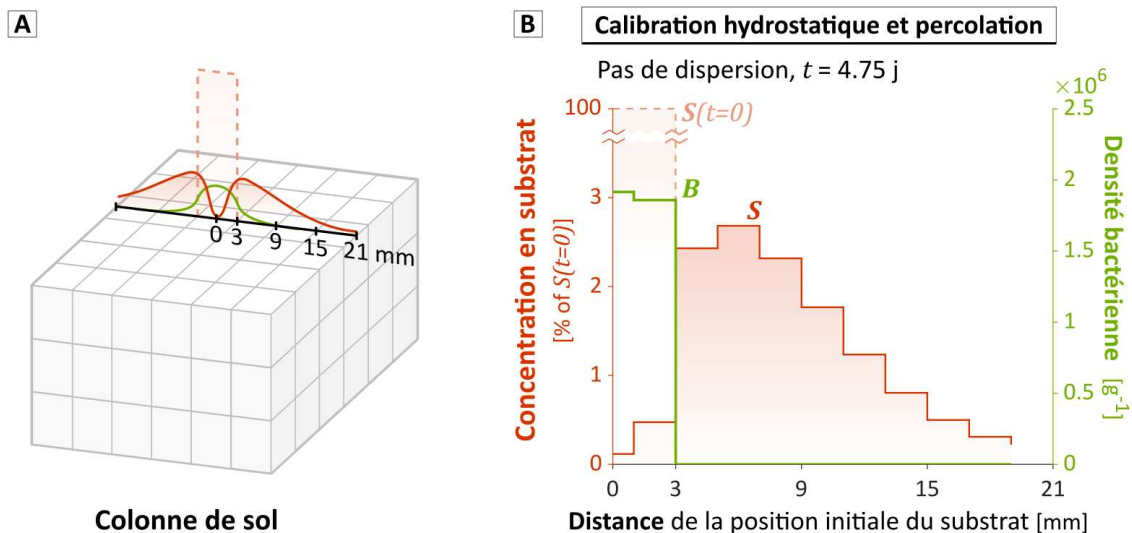 A
0
3
9
15
21 mm
Colonne de sol
B
Calibration hydrostatique et percolation
Pas de dispersion, t = 4.75 j
Concentration en substrat
[% of S(t=0)]
100
3
2
1
0
S(t=0)
B
S
×10⁶
2.5
2
1.5
1
0.5
0
Densité bactérienne [g⁻¹]
0
3
9
15
21
Distance de la position initiale du substrat [mm]